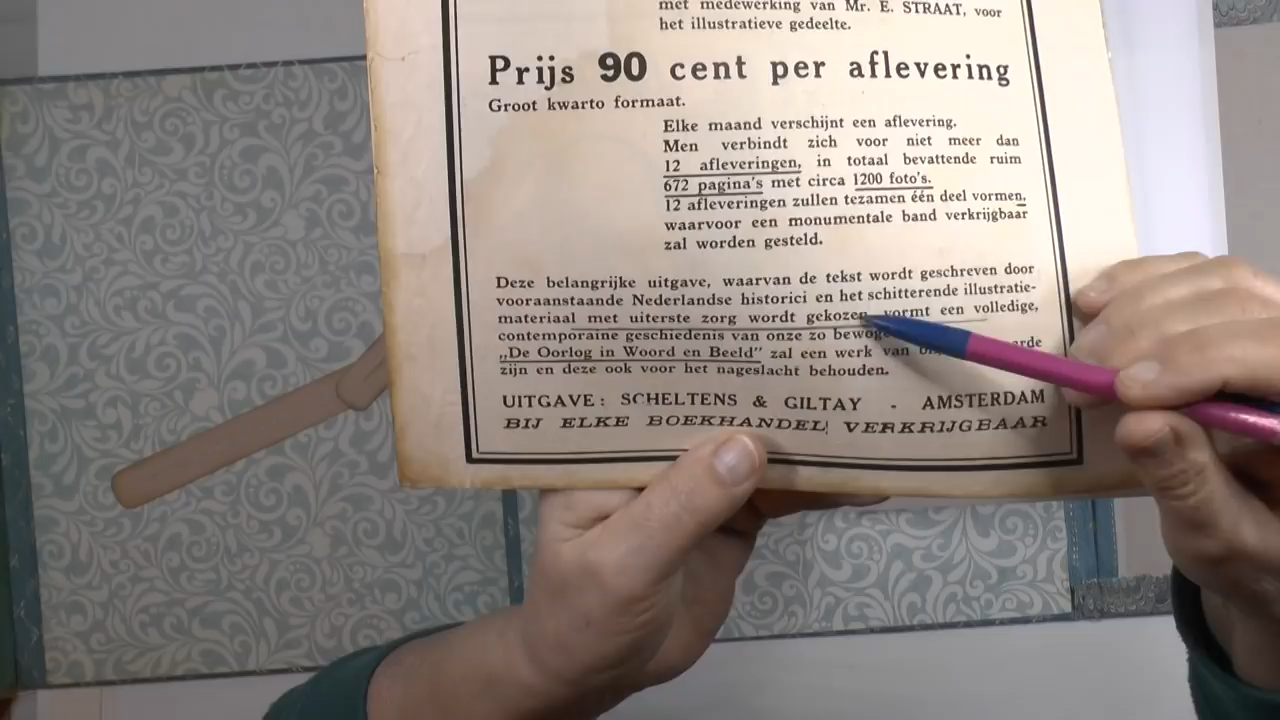 met medewerking van Mr. E. STRAAT, voor
het illustratieve gedeelte.
Prijs 90 cent per aflevering
Groot kwarto formaat.
Elke maand verschijnt een aflevering.
Men verbindt zich voor niet meer dan
12 afleveringen, in totaal bevattende ruim
672 pagina's met circa 1200 foto's.
12 afleveringen zullen tezamen één deel vormen,
waarvoor een monumentale band verkrijgbaar
zal worden gesteld.
Deze belangrijke uitgave, waarvan de tekst wordt geschreven door
vooraanstaande Nederlandse historici en het schitterende illustratie-
materiaal met uiterste zorg wordt gekozen vormt een volledige,
contemporaine geschiedenis van onze zo
„De Oorlog in Woord en Beeld” zal een werk van
zijn en deze ook voor het nageslacht behouden.
UITGAVE: SCHELTENS & GILTAY - AMSTERDAM
BIJ ELKE BOEKHANDEL VERKRIJGBAAR